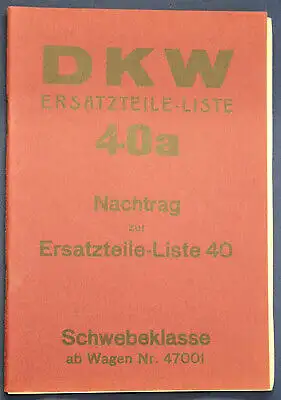 DKW
ERSATZTEILE-LISTE
40a
Nachtrag
zur
Ersatzteile-Liste 40
Schwebeklasse
ab Wagen Nr. 47001